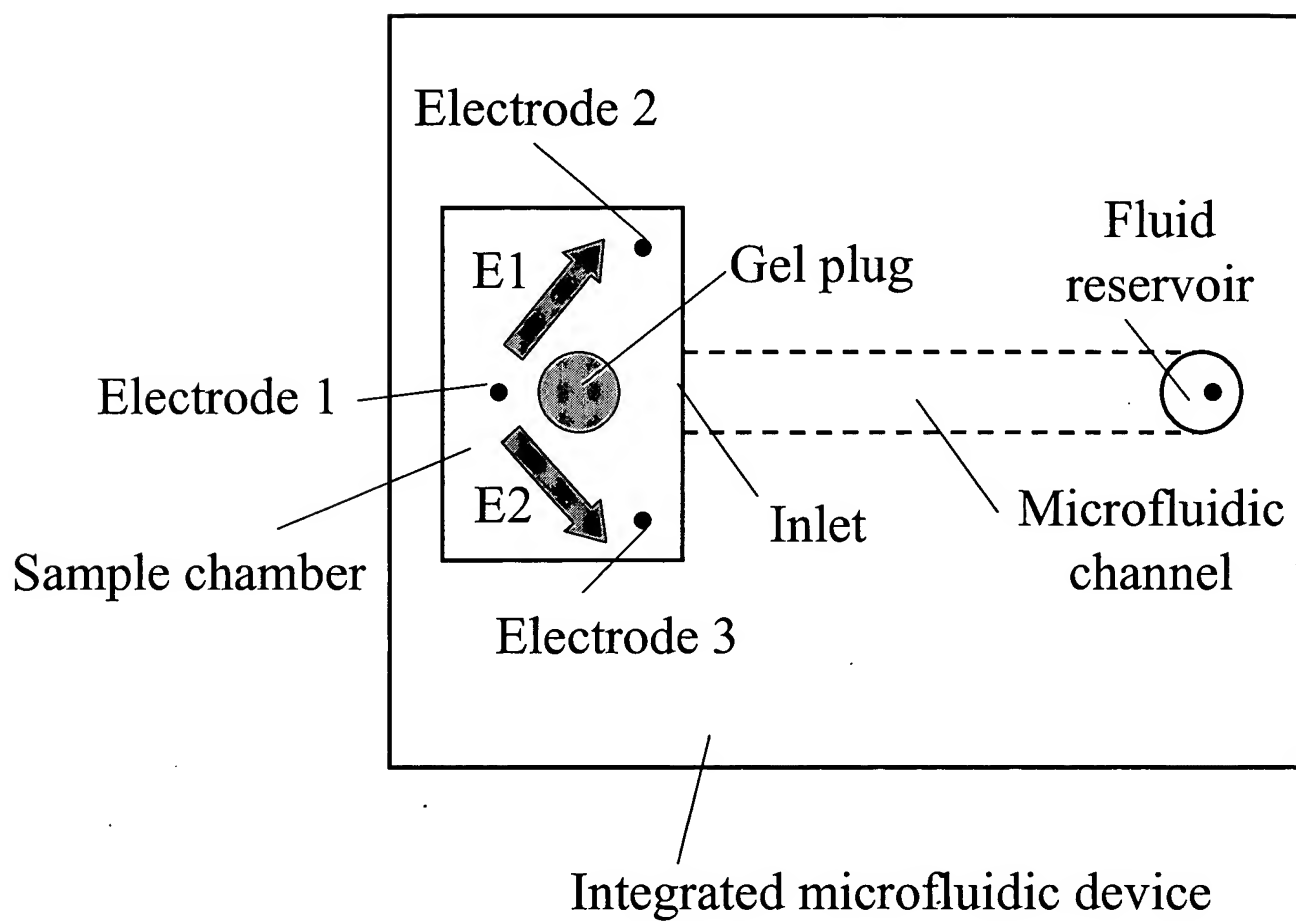 Electrode 2
Fluid
reservoir
E1
Gel plug
Electrode 1
E2
Inlet
Microfluidic
channel
Sample chamber
Electrode 3
Integrated microfluidic device